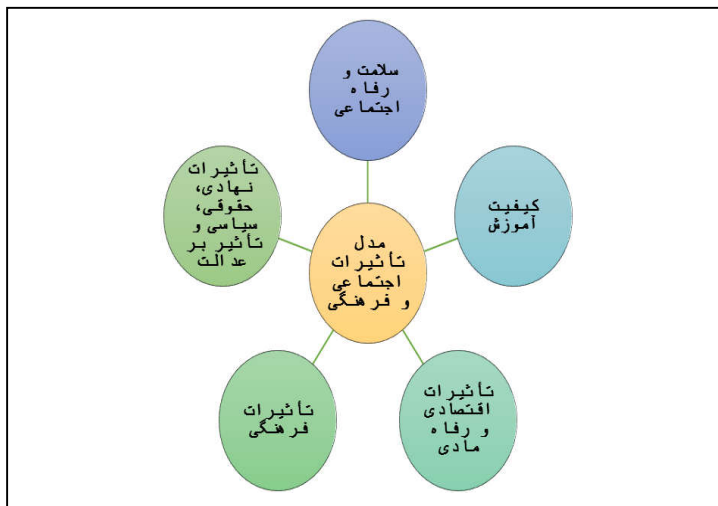 سلامت و
رفاه
اجتماعی
کیفیت
آموزش
تأثیرات
اقتصادی
و رفاه
مادی
تأثیرات
فرهنگی
تأثیرات
نهادی،
حقوقی،
سیاسی و
تأثیر بر
عدالت
مدل
تأثیرات
اجتماعی
و فرهنگی